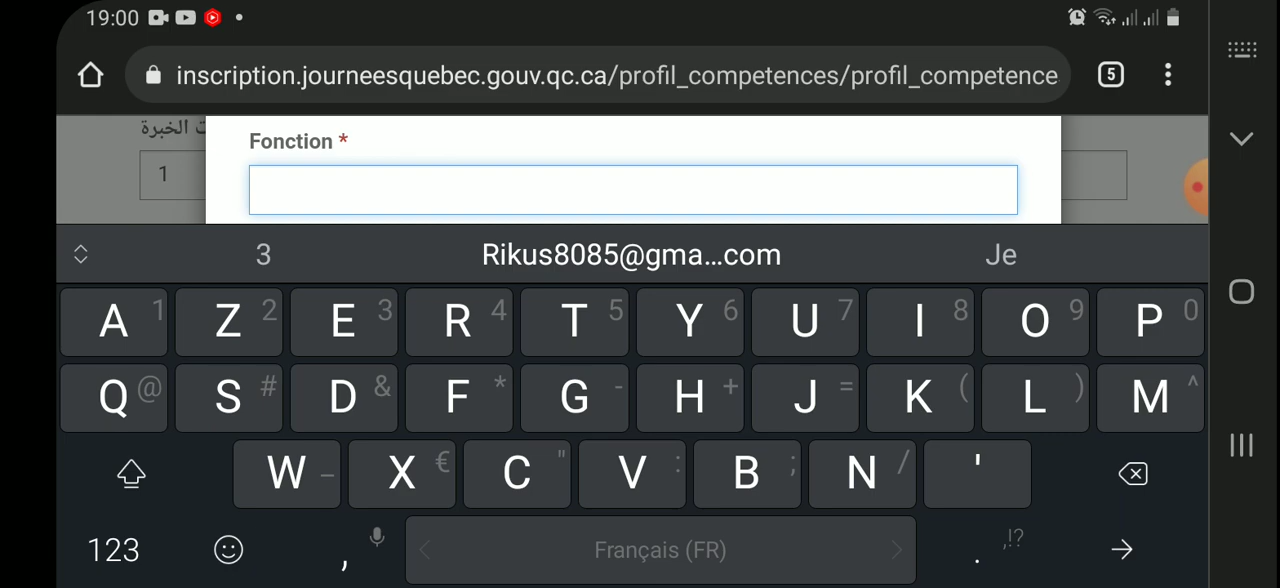 19:00
inscription.journeesquebec.gouv.qc.ca/profil_competences/profil_competence
5
ت الخبرة
Fonction *
1
3 Rikus8085@gma...com Je
A 1 Z 2 E 3 R 4 T 5 Y 6 U 7 I 8 O 9 P 0
Q @ S # D & F * G - H + J = K ( L ) M ^
W _ X € C " V : B ; N / '
123 , Français (FR) . ,!?